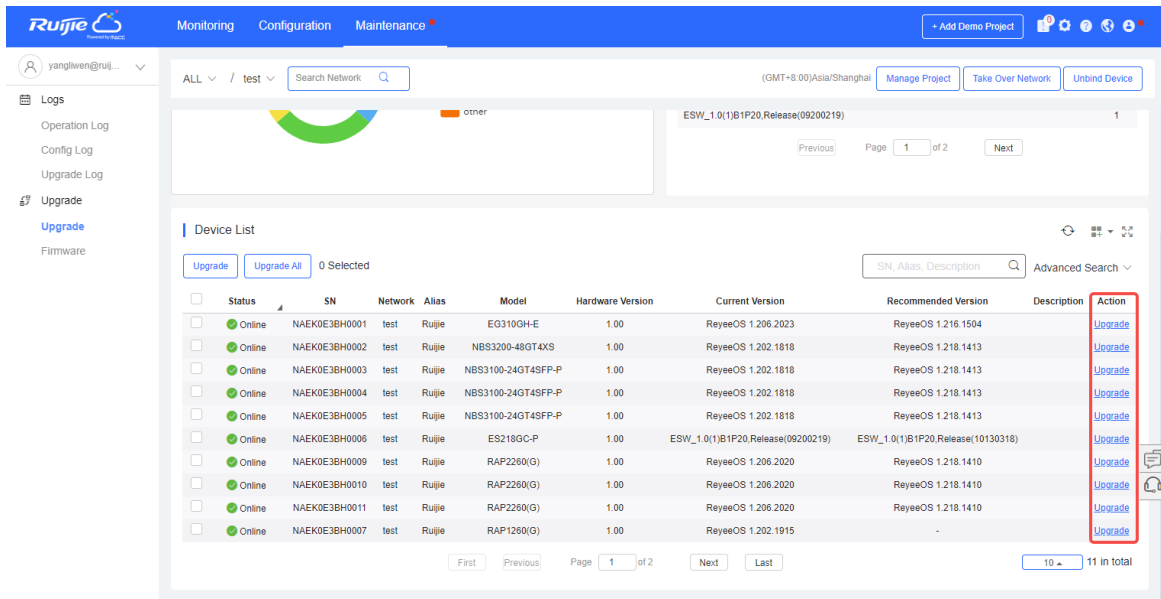 Ruijie Monitoring Configuration Maintenance + Add Demo Project
Powered by macc
yangliwen@ruij...
ALL / test Search Network (GMT+8:00)Asia/Shanghai Manage Project Take Over Network Unbind Device
Logs
Operation Log
Config Log
Upgrade Log
Upgrade
Upgrade
Firmware
other
ESW_1.0(1)B1P20,Release(09200219) 1
Previous Page 1 of 2 Next
Device List
Upgrade Upgrade All 0 Selected SN, Alias, Description Advanced Search
Status SN Network Alias Model Hardware Version Current Version Recommended Version Description Action
Online NAEK0E3BH0001 test Ruijie EG310GH-E 1.00 ReyeeOS 1.206.2023 ReyeeOS 1.216.1504 Upgrade
Online NAEK0E3BH0002 test Ruijie NBS3200-48GT4XS 1.00 ReyeeOS 1.202.1818 ReyeeOS 1.218.1413 Upgrade
Online NAEK0E3BH0003 test Ruijie NBS3100-24GT4SFP-P 1.00 ReyeeOS 1.202.1818 ReyeeOS 1.218.1413 Upgrade
Online NAEK0E3BH0004 test Ruijie NBS3100-24GT4SFP-P 1.00 ReyeeOS 1.202.1818 ReyeeOS 1.218.1413 Upgrade
Online NAEK0E3BH0005 test Ruijie NBS3100-24GT4SFP-P 1.00 ReyeeOS 1.202.1818 ReyeeOS 1.218.1413 Upgrade
Online NAEK0E3BH0006 test Ruijie ES218GC-P 1.00 ESW_1.0(1)B1P20,Release(09200219) ESW_1.0(1)B1P20,Release(10130318) Upgrade
Online NAEK0E3BH0009 test Ruijie RAP2260(G) 1.00 ReyeeOS 1.206.2020 ReyeeOS 1.218.1410 Upgrade
Online NAEK0E3BH0010 test Ruijie RAP2260(G) 1.00 ReyeeOS 1.206.2020 ReyeeOS 1.218.1410 Upgrade
Online NAEK0E3BH0011 test Ruijie RAP2260(G) 1.00 ReyeeOS 1.206.2020 ReyeeOS 1.218.1410 Upgrade
Online NAEK0E3BH0007 test Ruijie RAP1260(G) 1.00 ReyeeOS 1.202.1915 - Upgrade
First Previous Page 1 of 2 Next Last 10 11 in total